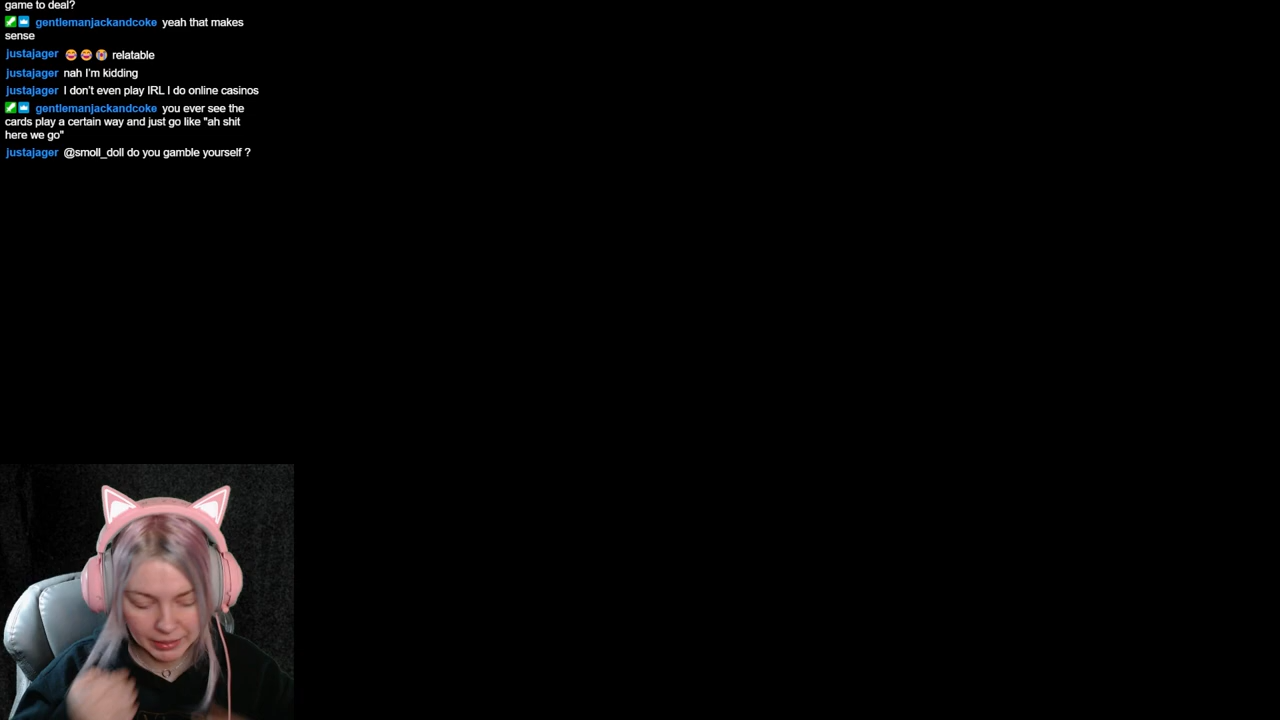 game to deal?
gentlemanjackandcoke yeah that makes
sense
justajager relatable
justajager nah I'm kidding
justajager I don't even play IRL I do online casinos
gentlemanjackandcoke you ever see the
cards play a certain way and just go like "ah shit
here we go"
justajager @smoll_doll do you gamble yourself ?